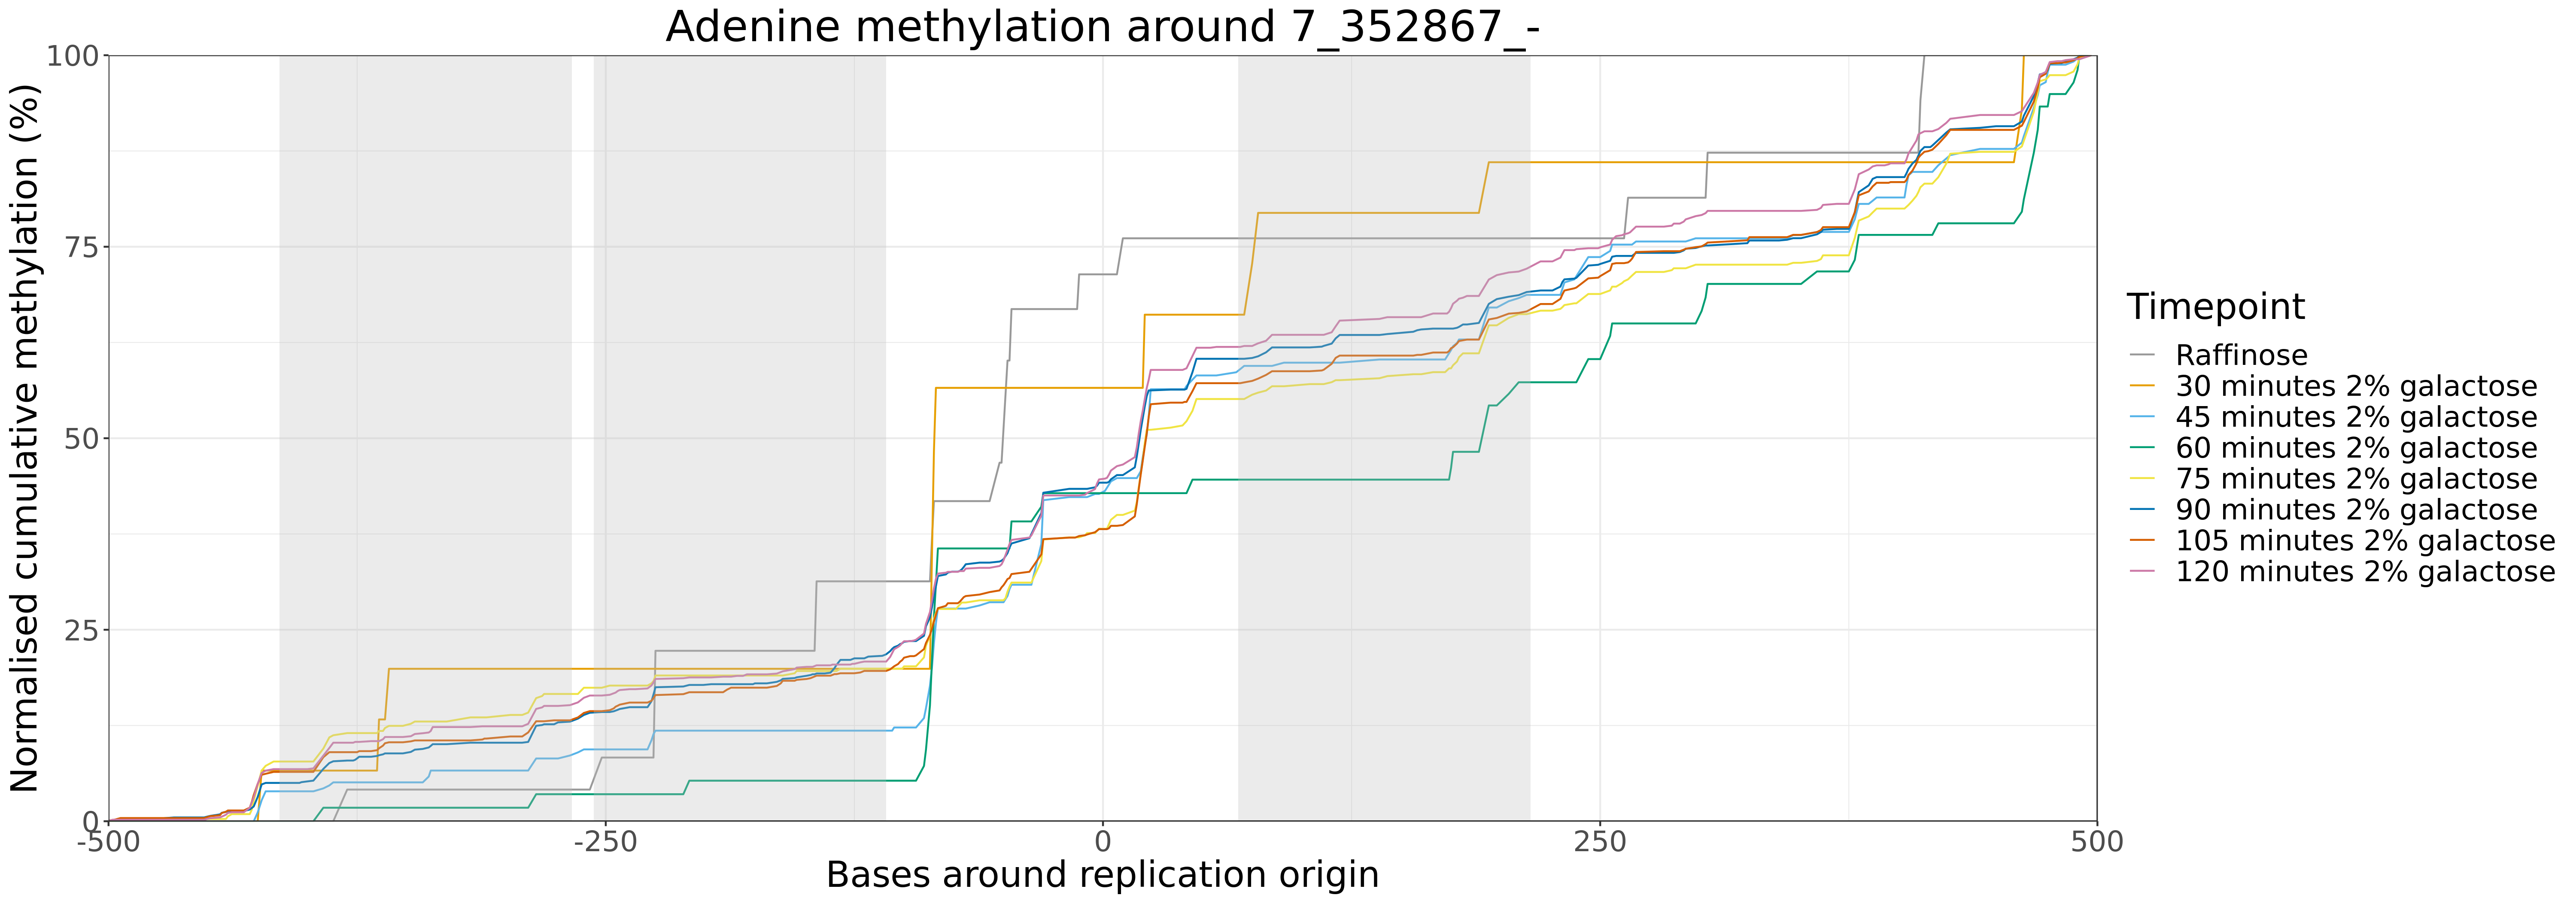 Adenine methylation around 7_352867_-
Normalised cumulative methylation (%)
100
75
50
25
0
-500
-250
0
250
500
Bases around replication origin
Timepoint
Raffinose
30 minutes 2% galactose
45 minutes 2% galactose
60 minutes 2% galactose
75 minutes 2% galactose
90 minutes 2% galactose
105 minutes 2% galactose
120 minutes 2% galactose